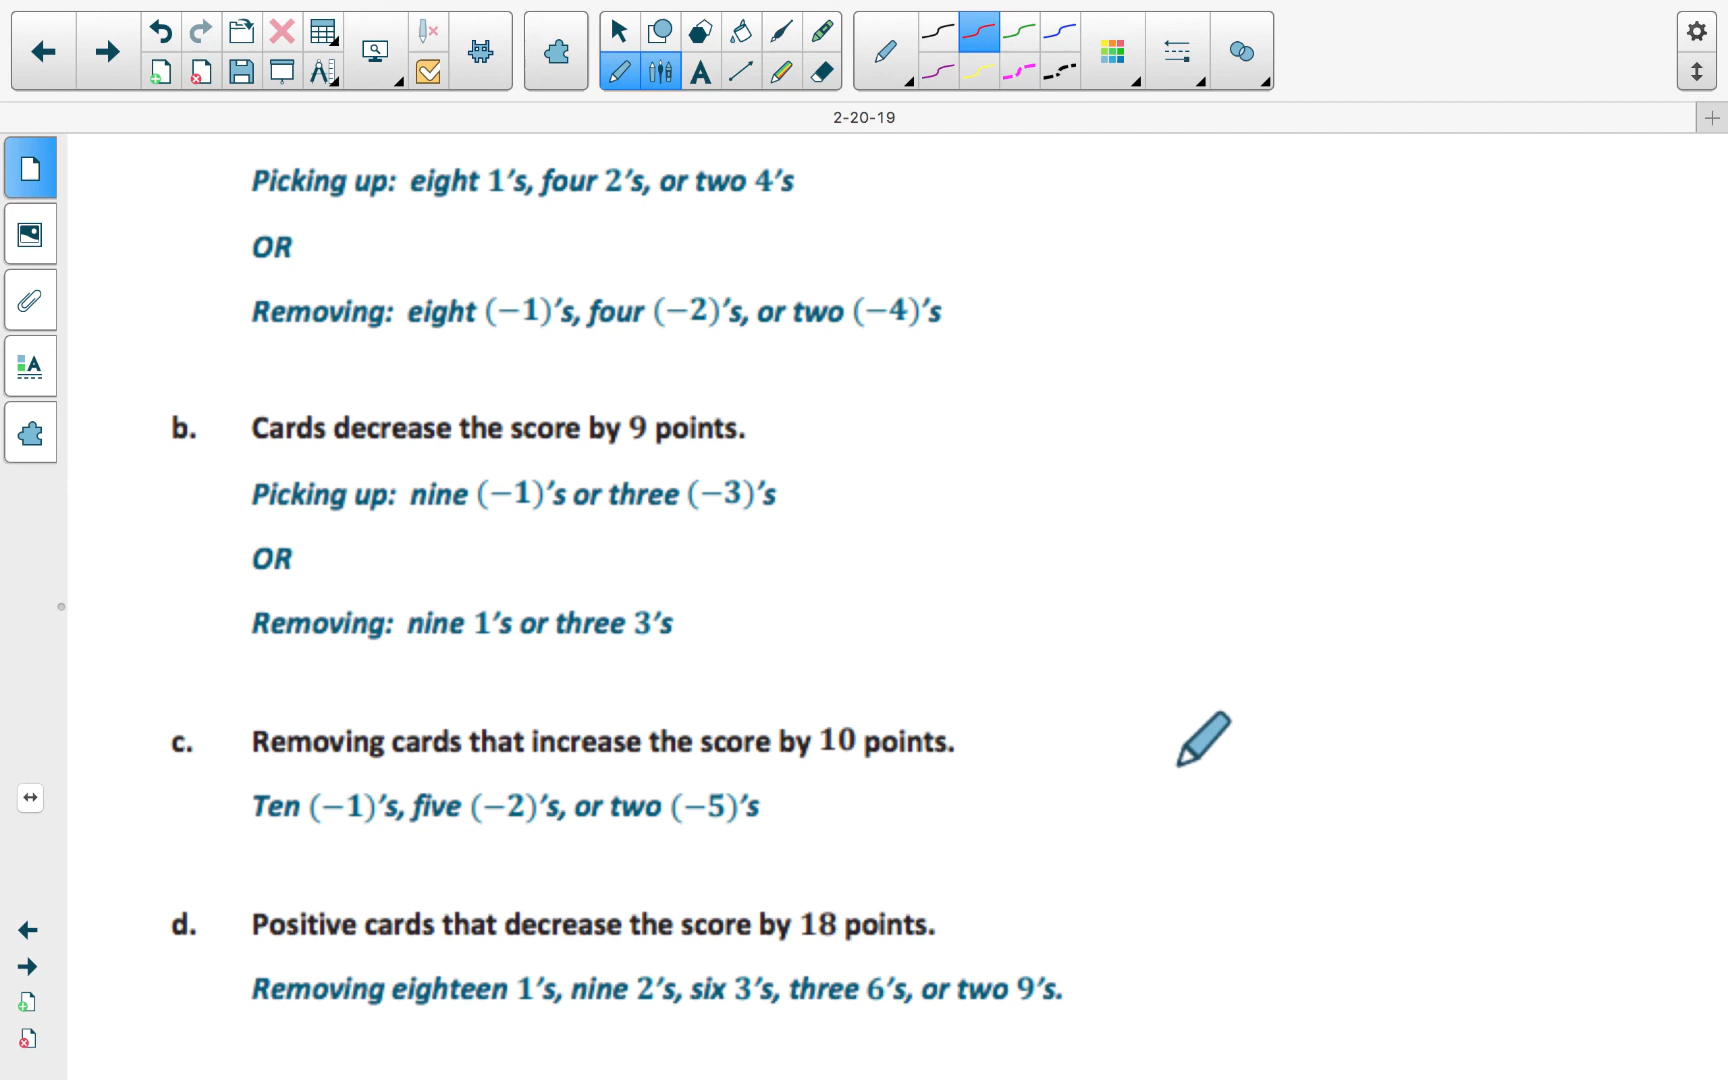 2-20-19
Picking up: eight 1's, four 2's, or two 4's
OR
Removing: eight (−1)'s, four (−2)'s, or two (−4)'s
b. Cards decrease the score by 9 points.
Picking up: nine (−1)'s or three (−3)'s
OR
Removing: nine 1's or three 3's
c. Removing cards that increase the score by 10 points.
Ten (−1)'s, five (−2)'s, or two (−5)'s
d. Positive cards that decrease the score by 18 points.
Removing eighteen 1's, nine 2's, six 3's, three 6's, or two 9's.